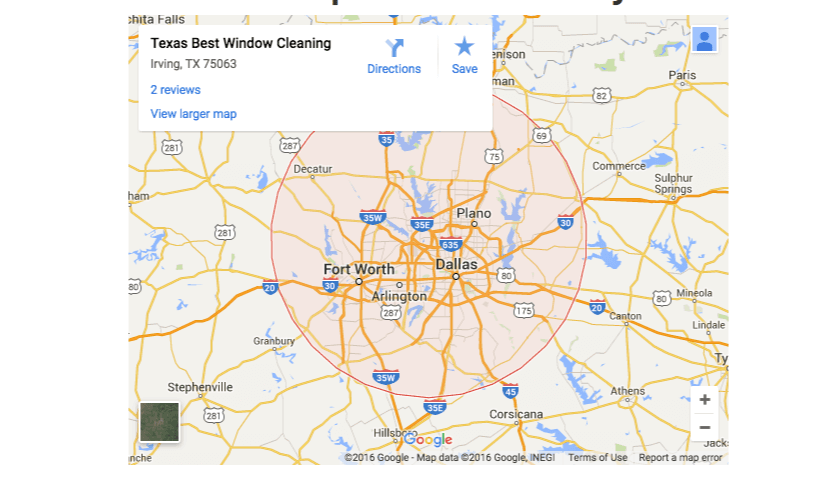 chita Falls
Texas Best Window Cleaning
Irving, TX 75063
2 reviews
View larger map
Directions
Save
enison
man
Paris
82
69
35
75
281
287
Decatur
Commerce
Sulphur
Springs
ham
281
35W
35E
Plano
30
635
Fort Worth
Dallas
80
20
30
Arlington
80
287
175
20
80
Mineola
Canton
Lindale
Granbury
Ty
35W
Stephenville
45
Athens
281
35E
Corsicana
+
−
Hillsboro
Google
Jack
nche
©2016 Google - Map data ©2016 Google, INEGI
Terms of Use
Report a map error